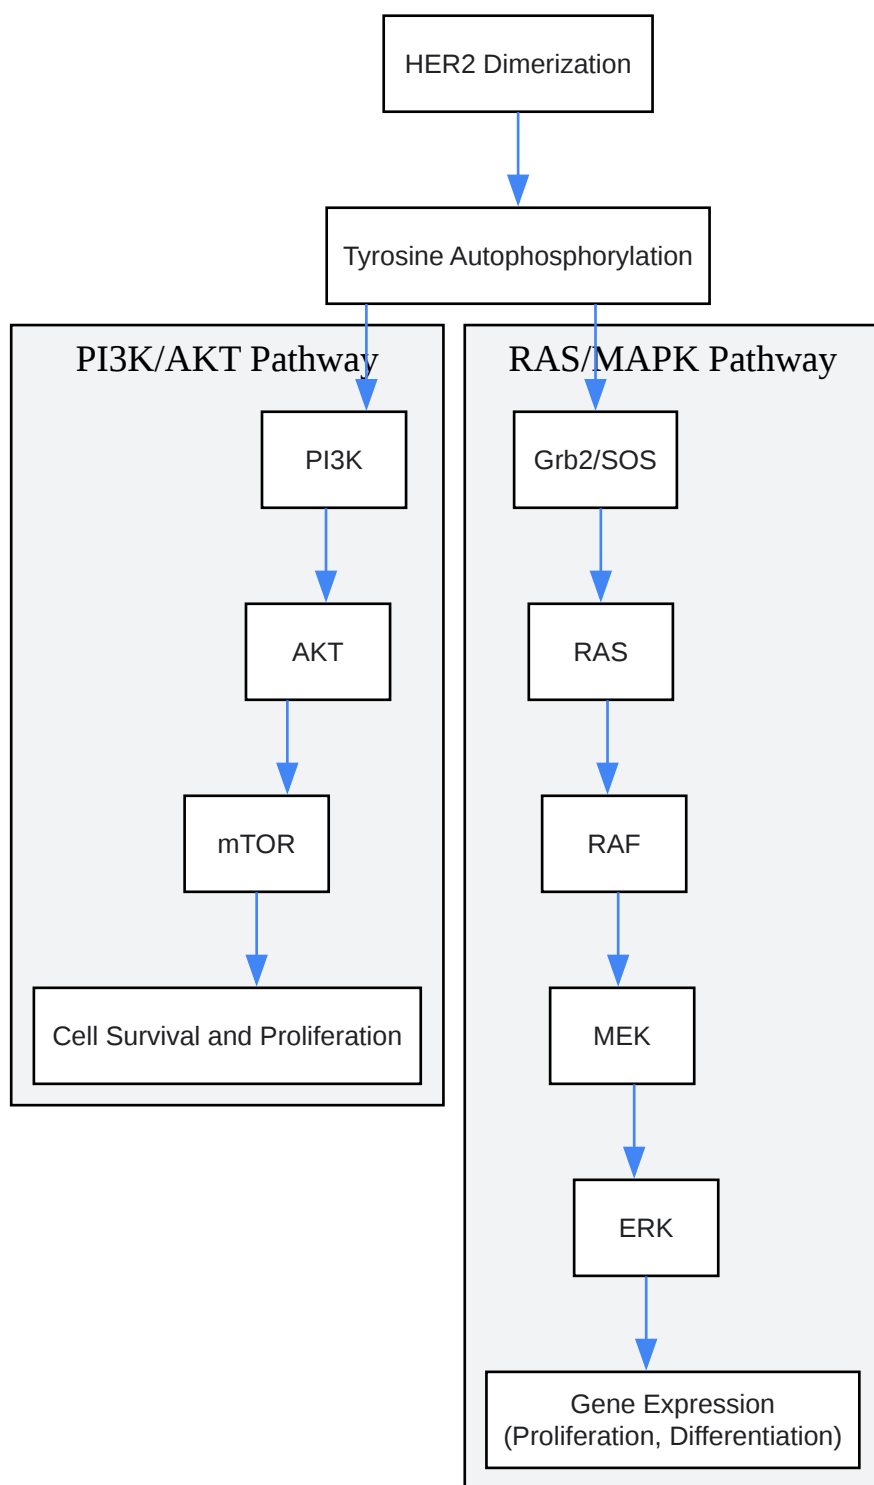 HER2 Dimerization
Tyrosine Autophosphorylation
PI3K/AKT Pathway
PI3K
AKT
mTOR
Cell Survival and Proliferation
RAS/MAPK Pathway
Grb2/SOS
RAS
RAF
MEK
ERK
Gene Expression
(Proliferation, Differentiation)